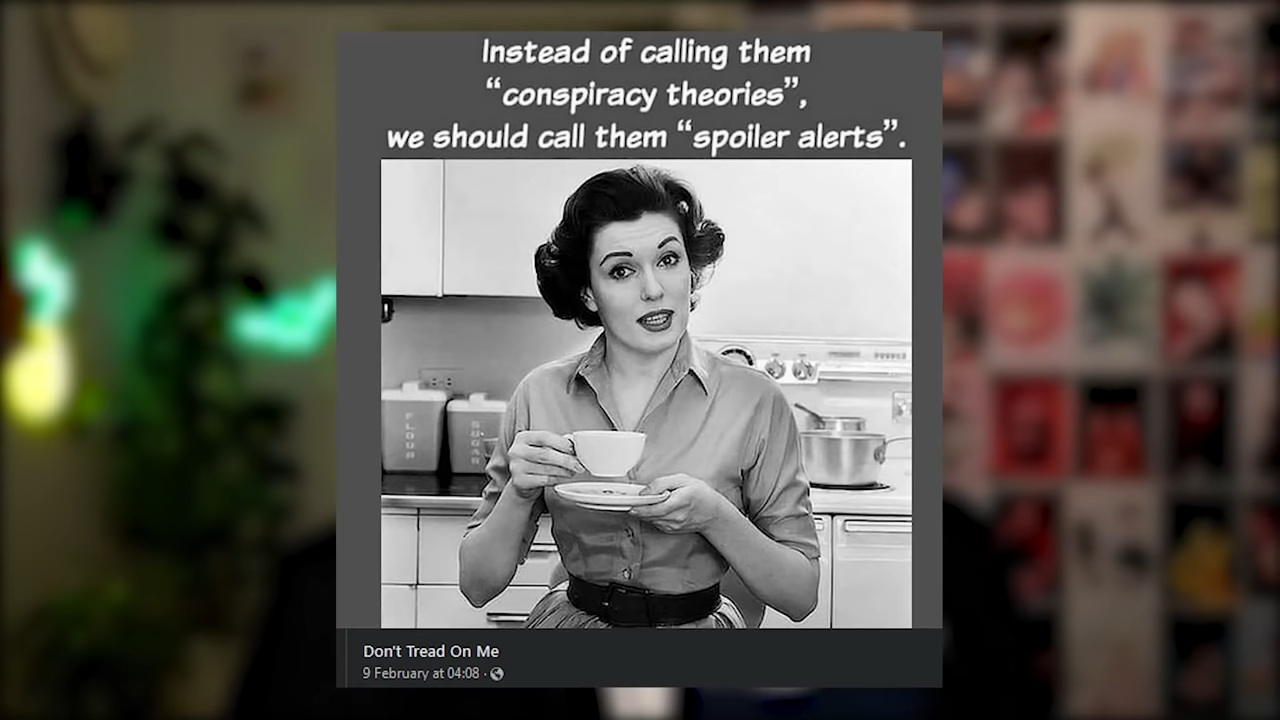 Instead of calling them
“conspiracy theories”,
we should call them “spoiler alerts”.
FLOUR
SUGAR
Don't Tread On Me
9 February at 04:08 ·